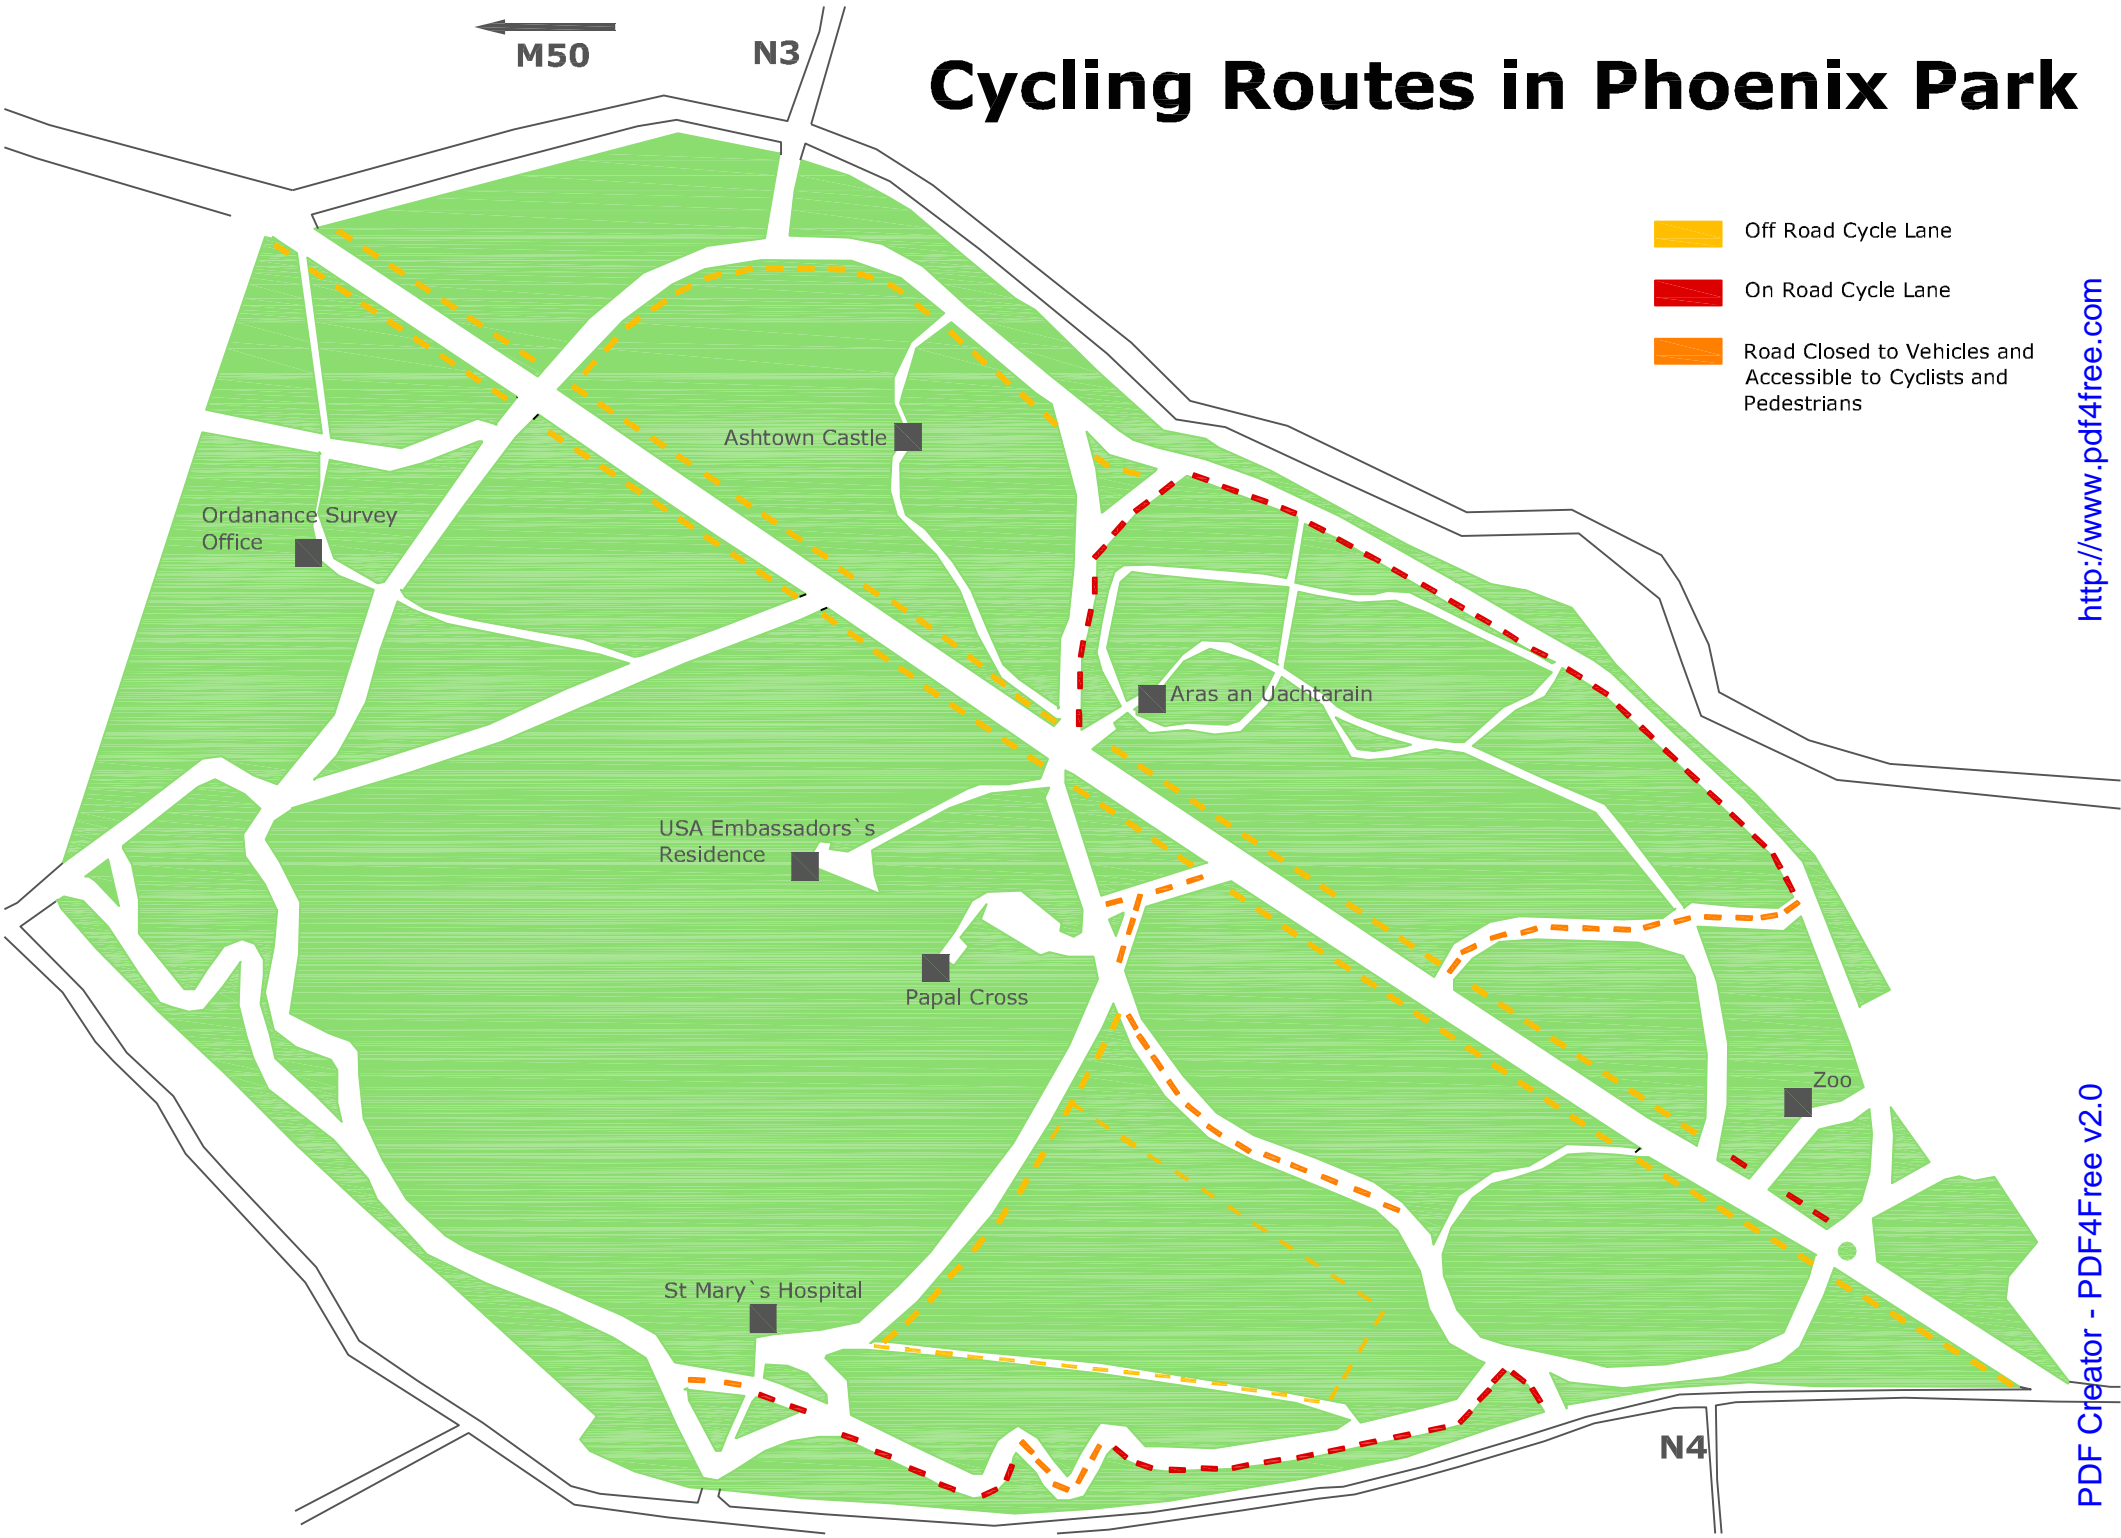 M50
N3
Cycling Routes in Phoenix Park
Off Road Cycle Lane
On Road Cycle Lane
Road Closed to Vehicles and
Accessible to Cyclists and
Pedestrians
http://www.pdf4free.com
Ashtown Castle
Ordanance Survey
Office
Aras an Uachtarain
USA Embassadors`s
Residence
Papal Cross
Zoo
St Mary`s Hospital
N4
PDF Creator - PDF4Free v2.0